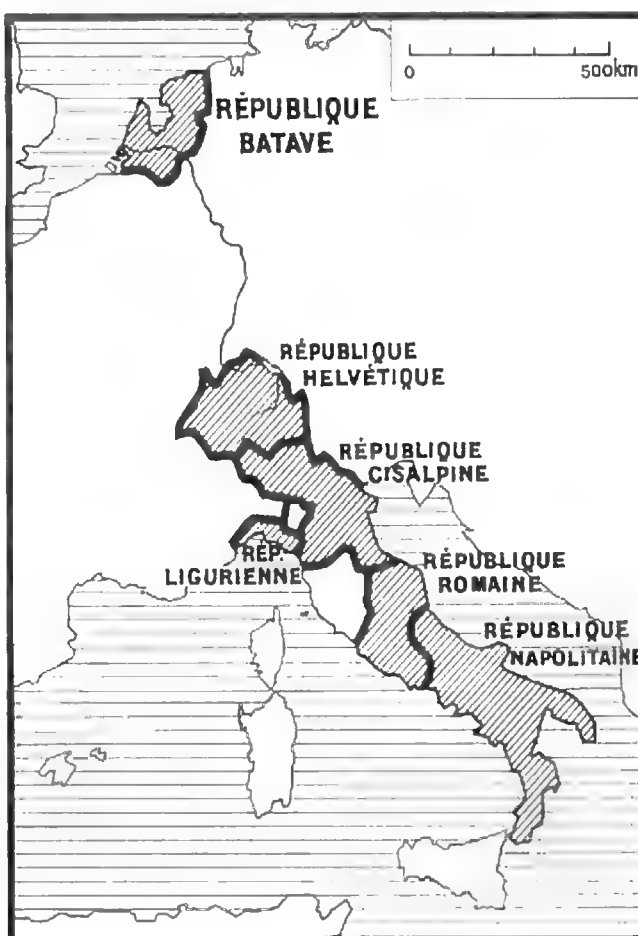 0 500km
RÉPUBLIQUE
BATAVE
RÉPUBLIQUE
HELVÉTIQUE
RÉPUBLIQUE
CISALPINE
RÉP.
LIGURIENNE
RÉPUBLIQUE
ROMAINE
RÉPUBLIQUE
NAPOLITAINE